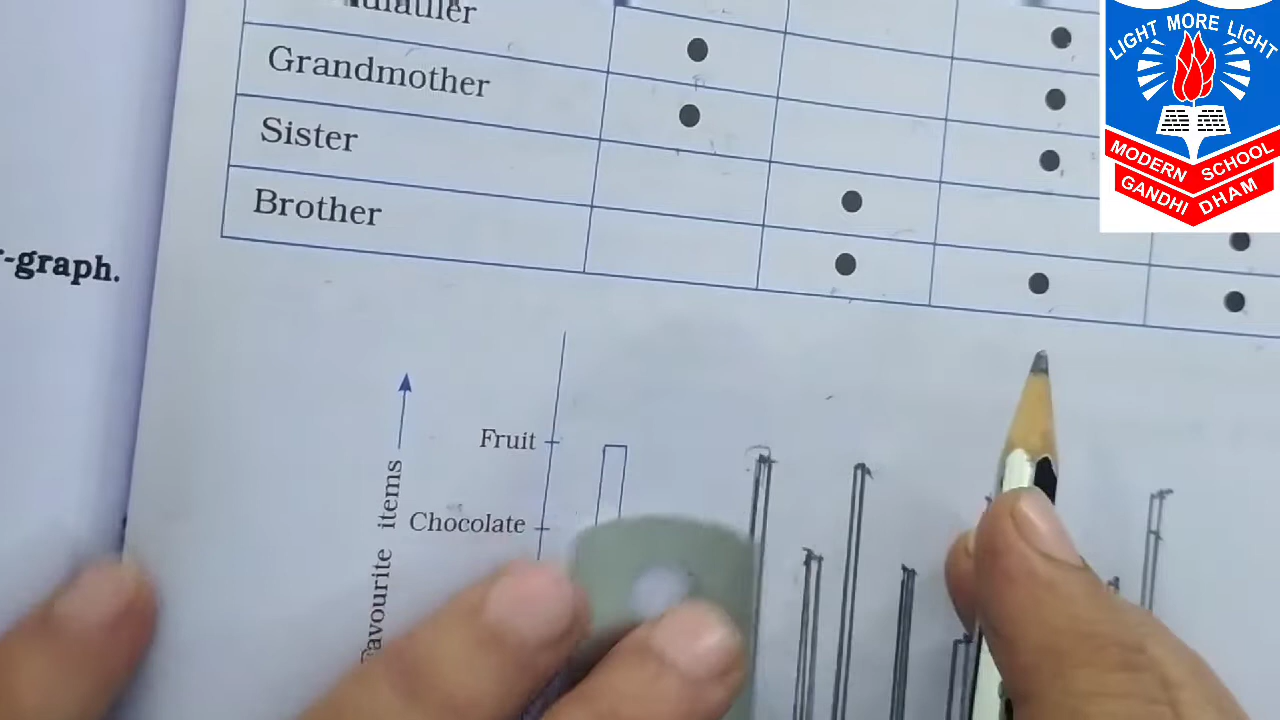 Grandmother
Sister
Brother
-graph.
Fruit
Chocolate
Favourite items
LIGHT MORE LIGHT
MODERN SCHOOL
GANDHI DHAM